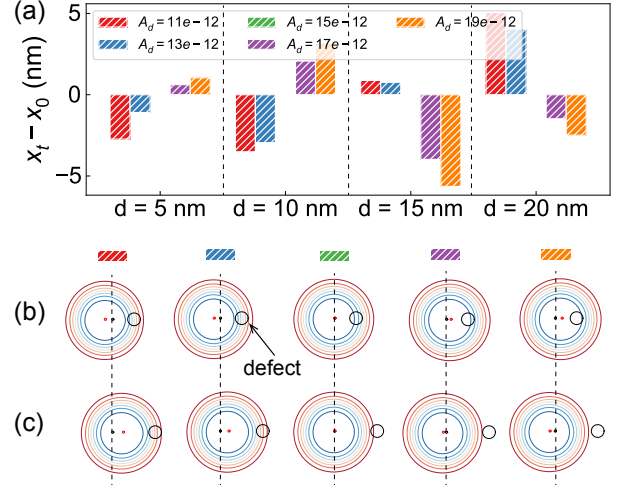 (a)
A_d = 11e−12 A_d = 15e−12 A_d = 19e−12
A_d = 13e−12 A_d = 17e−12
5
0
−5
x_t − x_0 (nm)
d = 5 nm d = 10 nm d = 15 nm d = 20 nm
(b)
defect
(c)